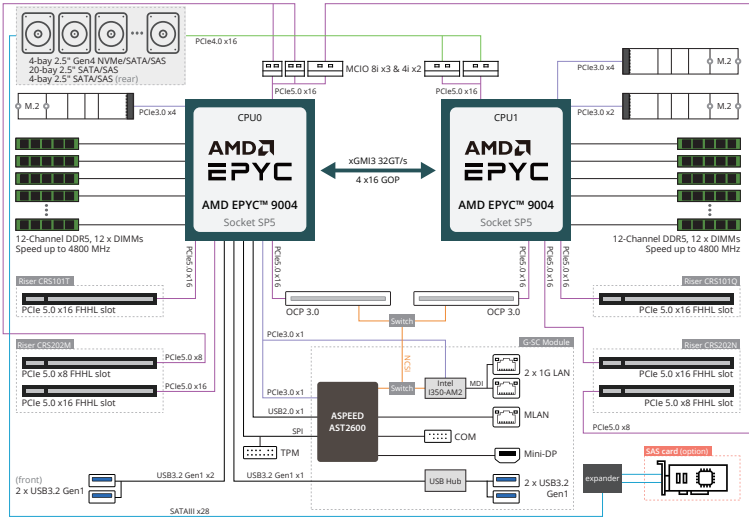 4-bay 2.5" Gen4 NVMe/SATA/SAS
20-bay 2.5" SATA/SAS
4-bay 2.5" SATA/SAS (rear)
PCIe4.0 x16
MCIO 8i x3 & 4i x2
PCIe5.0 x16
PCIe5.0 x16
PCIe3.0 x4
M.2
PCIe3.0 x2
M.2
M.2
PCIe3.0 x4
CPU0
AMD
EPYC
AMD EPYC™ 9004
Socket SP5
xGMI3 32GT/s
4 x16 GOP
CPU1
AMD
EPYC
AMD EPYC™ 9004
Socket SP5
12-Channel DDR5, 12 x DIMMs
Speed up to 4800 MHz
12-Channel DDR5, 12 x DIMMs
Speed up to 4800 MHz
PCIe5.0 x16
PCIe5.0 x16
PCIe5.0 x16
PCIe5.0 x16
PCIe5.0 x16
Riser CRS101T
PCIe 5.0 x16 FHHL slot
OCP 3.0
OCP 3.0
Riser CRS101Q
PCIe 5.0 x16 FHHL slot
Switch
PCIe3.0 x1
NCSI
G-SC Module
Riser CRS202M
PCIe5.0 x8
PCIe 5.0 x8 FHHL slot
PCIe5.0 x16
PCIe 5.0 x16 FHHL slot
Riser CRS202N
PCIe 5.0 x16 FHHL slot
PCIe 5.0 x8 FHHL slot
PCIe5.0 x8
PCIe3.0 x1
Switch
Intel
I350-AM2
MDI
2 x 1G LAN
USB2.0 x1
ASPEED
AST2600
MLAN
SPI
TPM
COM
Mini-DP
(front)
2 x USB3.2 Gen1
USB3.2 Gen1 x2
USB3.2 Gen1 x1
USB Hub
2 x USB3.2
Gen1
expander
SAS card (option)
SATAIII x28